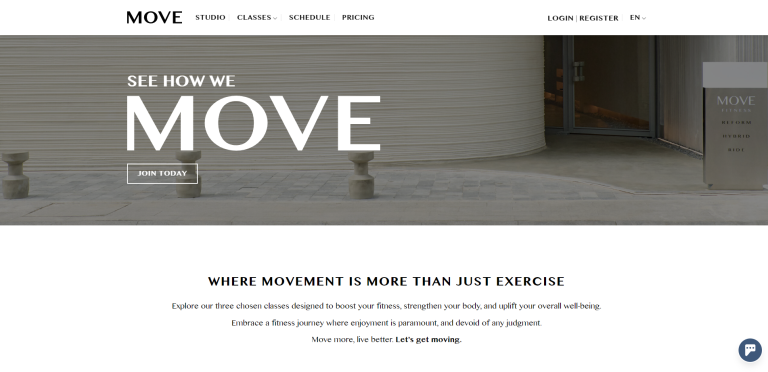 MOVE
STUDIO
CLASSES
SCHEDULE
PRICING
LOGIN | REGISTER
EN
SEE HOW WE
MOVE
JOIN TODAY
MOVE
FITNESS
REFORM
HYBRID
RIDE
WHERE MOVEMENT IS MORE THAN JUST EXERCISE
Explore our three chosen classes designed to boost your fitness, strengthen your body, and uplift your overall well-being.
Embrace a fitness journey where enjoyment is paramount, and devoid of any judgment.
Move more, live better. Let's get moving.